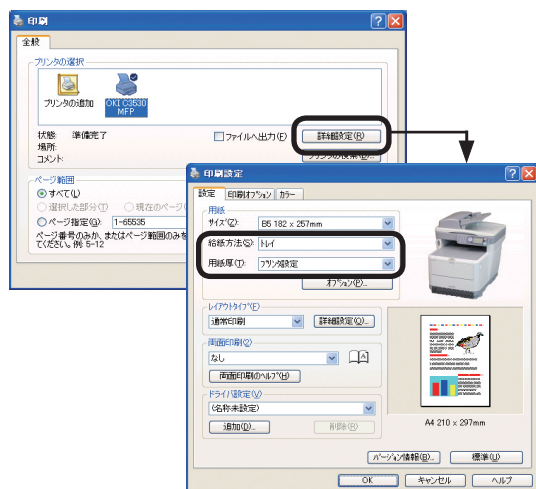 印刷
全般
プリンタの選択
プリンタの追加
OKI C3530
MFP
状態: 準備完了
場所:
コメント:
ファイルへ出力(F)
詳細設定(R)
プリンタの検索(D)...
ページ範囲
すべて(L)
選択した部分(T)
現在のページ(
ページ指定(G):
1-65535
ページ番号のみか、またはページ範囲のみを
てください。例: 5-12
印刷設定
設定
印刷オプション
カラー
用紙
サイズ(Z):
B5 182 x 257mm
給紙方法(S):
トレイ
用紙厚(T):
プリンタ設定
オプション(P)...
レイアウトタイプ(E)
通常印刷
詳細設定(O)...
両面印刷(2)
なし
両面印刷のヘルプ(H)
ドライバ設定(V)
(名称未設定)
追加(D)...
削除(R)
A4 210 x 297mm
バージョン情報(B)...
標準(U)
OK
キャンセル
ヘルプ